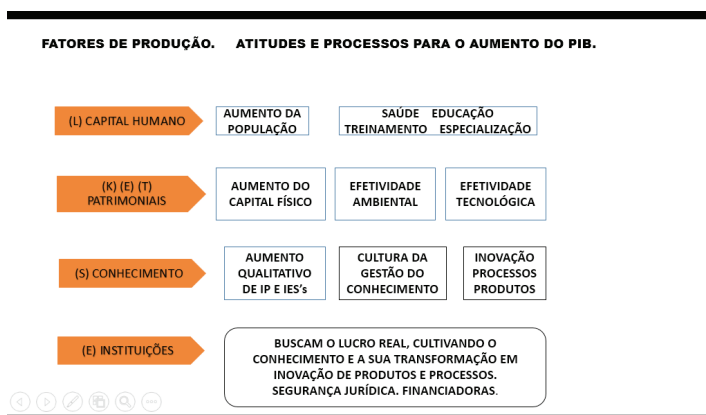 FATORES DE PRODUÇÃO. ATITUDES E PROCESSOS PARA O AUMENTO DO PIB.
(L) CAPITAL HUMANO
AUMENTO DA
POPULAÇÃO
SAÚDE EDUCAÇÃO
TREINAMENTO ESPECIALIZAÇÃO
(K) (E) (T)
PATRIMONIAIS
AUMENTO DO
CAPITAL FÍSICO
EFETIVIDADE
AMBIENTAL
EFETIVIDADE
TECNOLÓGICA
(S) CONHECIMENTO
AUMENTO
QUALITATIVO
DE IP E IES's
CULTURA DA
GESTÃO DO
CONHECIMENTO
INOVAÇÃO
PROCESSOS
PRODUTOS
(E) INSTITUIÇÕES
BUSCAM O LUCRO REAL, CULTIVANDO O
CONHECIMENTO E A SUA TRANSFORMAÇÃO EM
INOVAÇÃO DE PRODUTOS E PROCESSOS.
SEGURANÇA JURÍDICA. FINANCIADORAS.